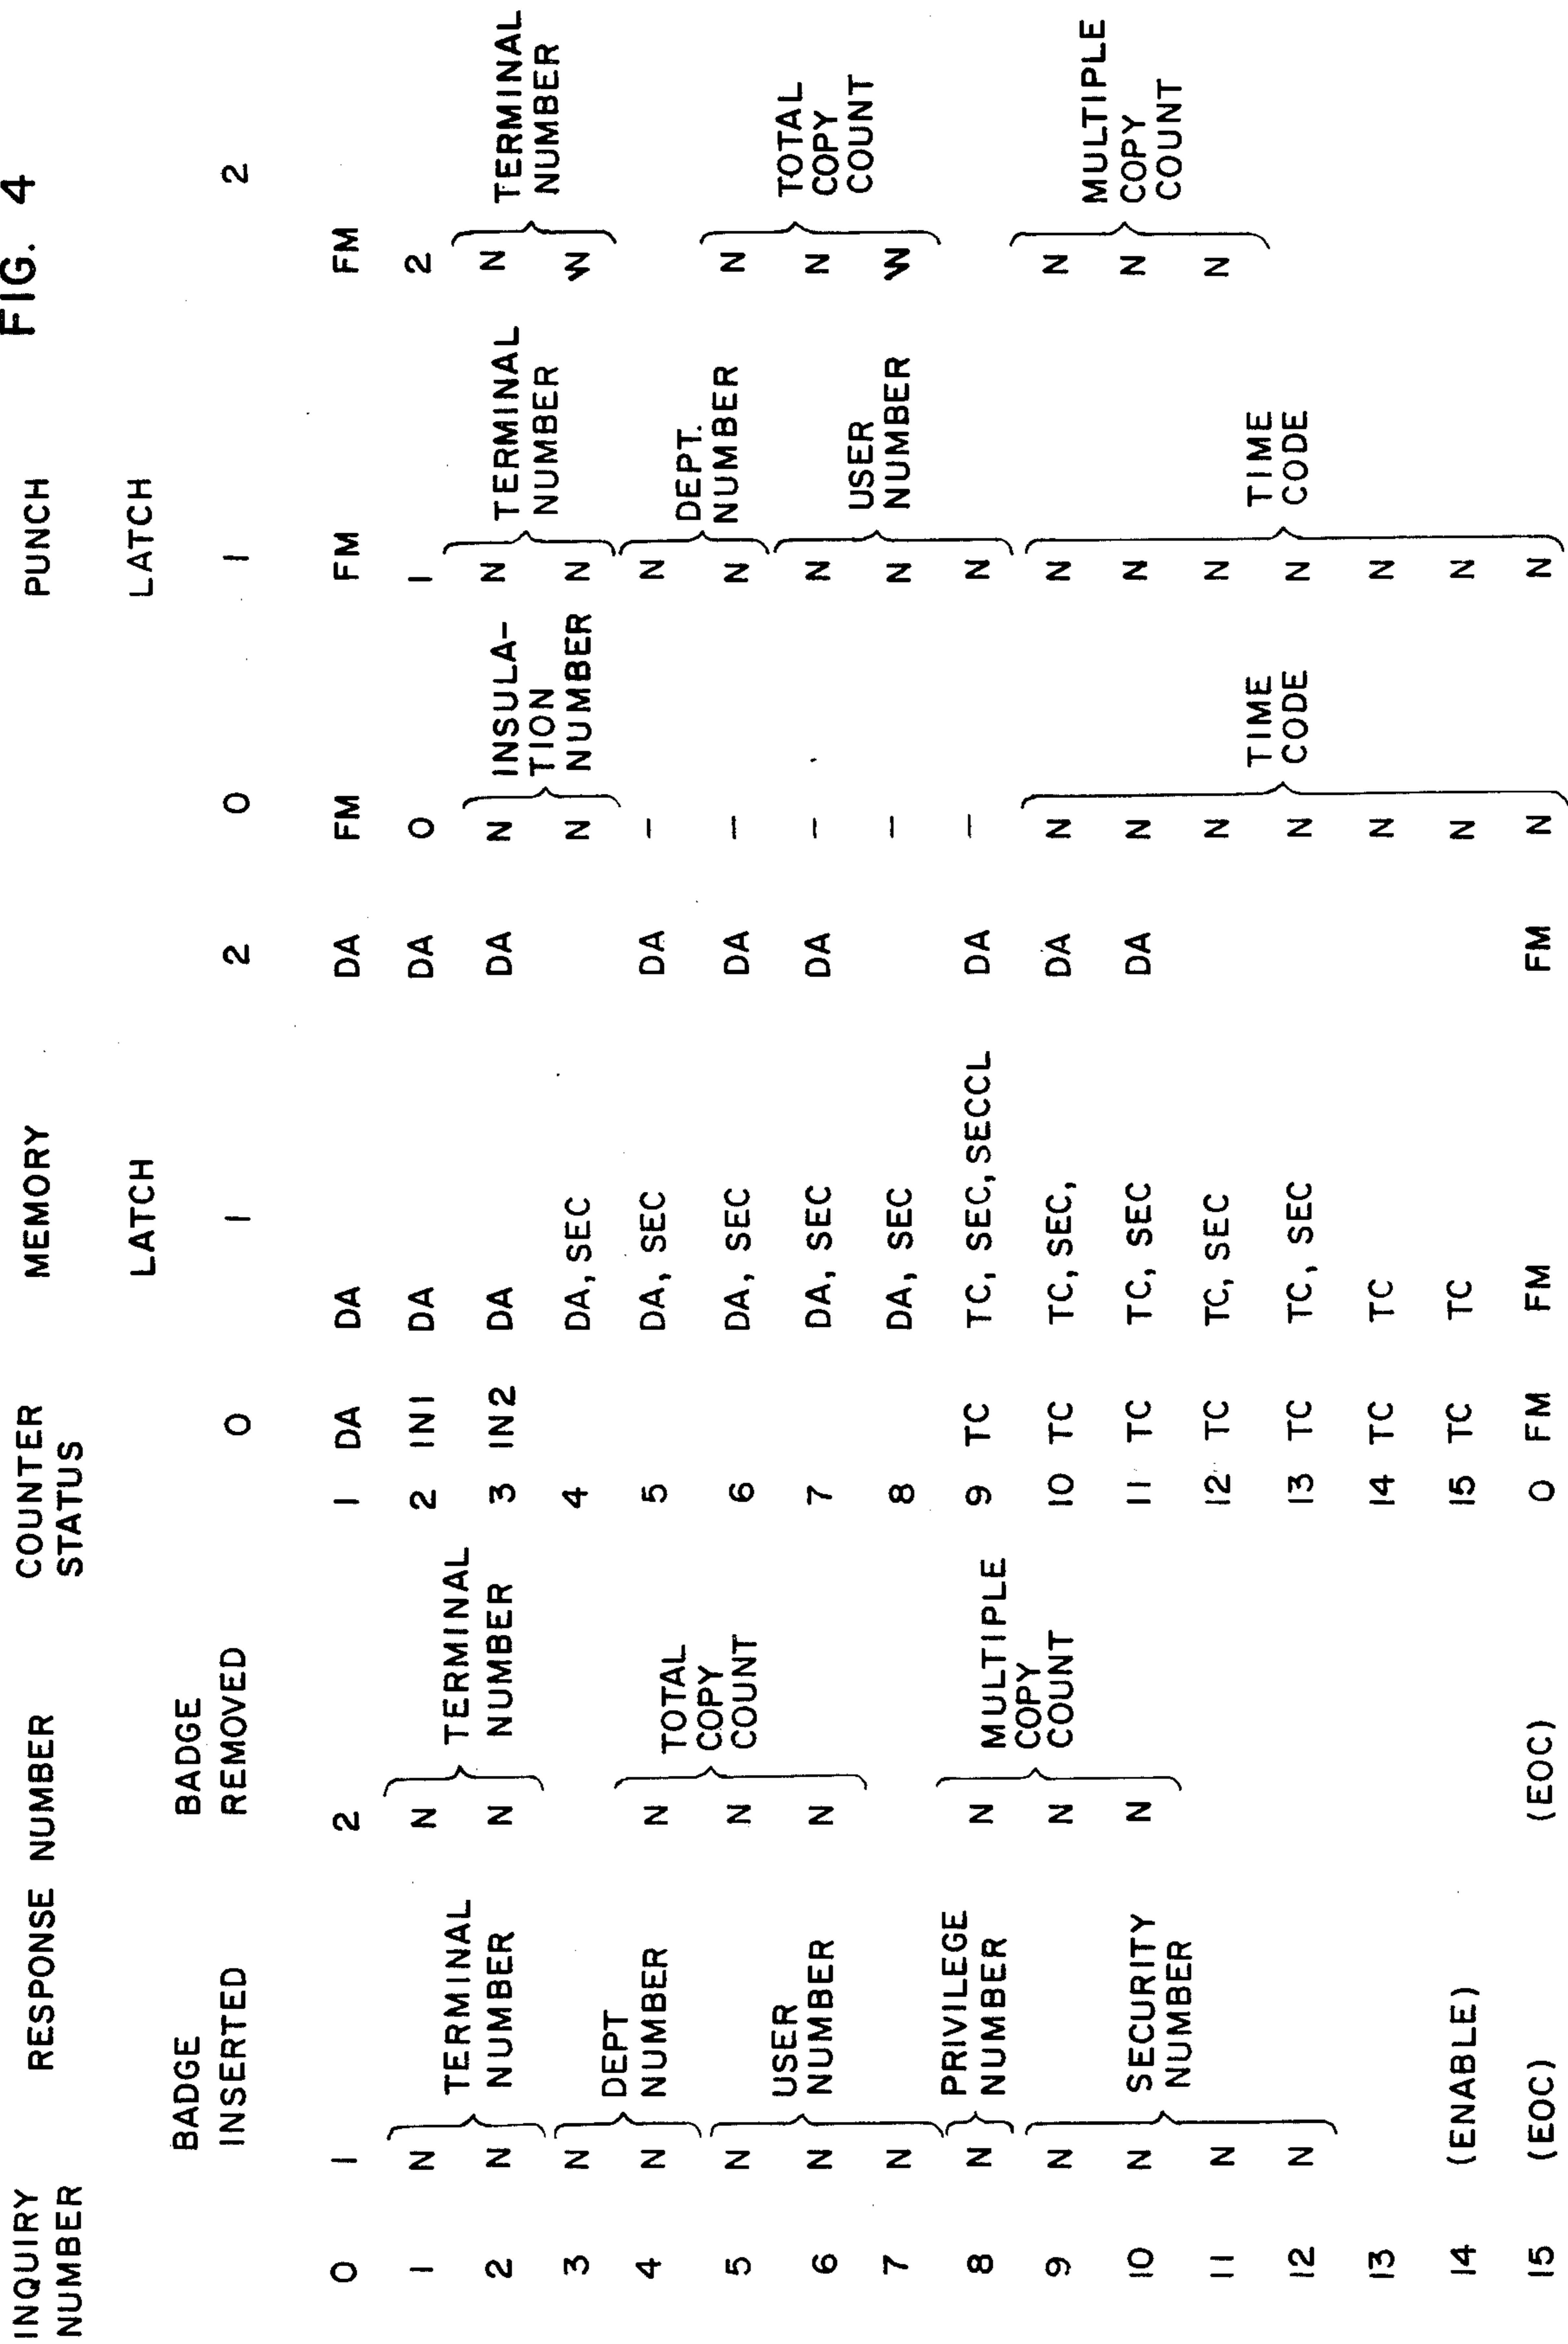 FIG. 4
INQUIRY NUMBER RESPONSE NUMBER COUNTER STATUS MEMORY PUNCH
LATCH LATCH
BADGE INSERTED BADGE REMOVED 0 1 2 0 1 2
0 1 2 1 DA DA DA FM FM FM
1 N N 2 IN1 DA DA 0 1 2
TERMINAL NUMBER TERMINAL NUMBER
2 N N 3 IN2 DA DA N N N
INSULA- TION NUMBER TERMINAL NUMBER TERMINAL NUMBER
3 N 4 DA, SEC N N N
DEPT NUMBER
4 N N 5 DA, SEC DA – N
TOTAL COPY COUNT DEPT. NUMBER
5 N N 6 DA, SEC DA – N N
USER NUMBER TOTAL COPY COUNT
6 N N 7 DA, SEC DA – N N
USER NUMBER
7 N 8 DA, SEC – N N
8 N N 9 TC TC, SEC, SECCL DA – N
PRIVILEGE NUMBER MULTIPLE COPY COUNT
9 N N 10 TC TC, SEC, DA N N N
MULTIPLE COPY COUNT
10 N N 11 TC TC, SEC DA N N N
SECURITY NUMBER
11 N 12 TC TC, SEC N N N
12 N 13 TC TC, SEC N N
TIME CODE TIME CODE
13 14 TC TC N N
14 (ENABLE) 15 TC TC N N
15 (EOC) (EOC) 0 FM FM FM N N